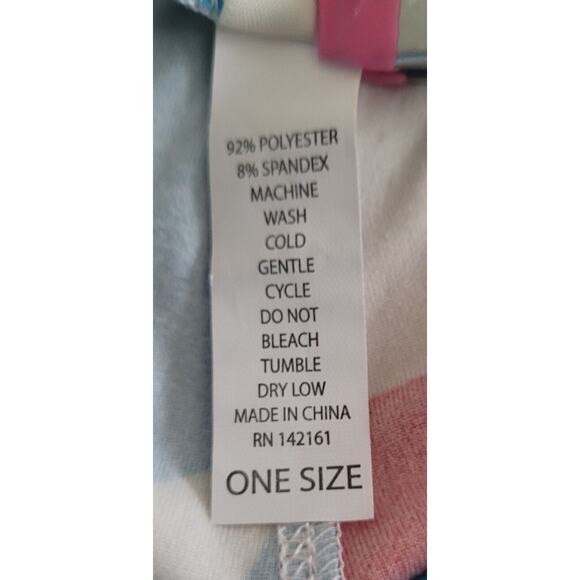 92% POLYESTER
8% SPANDEX
MACHINE
WASH
COLD
GENTLE
CYCLE
DO NOT
BLEACH
TUMBLE
DRY LOW
MADE IN CHINA
RN 142161
ONE SIZE